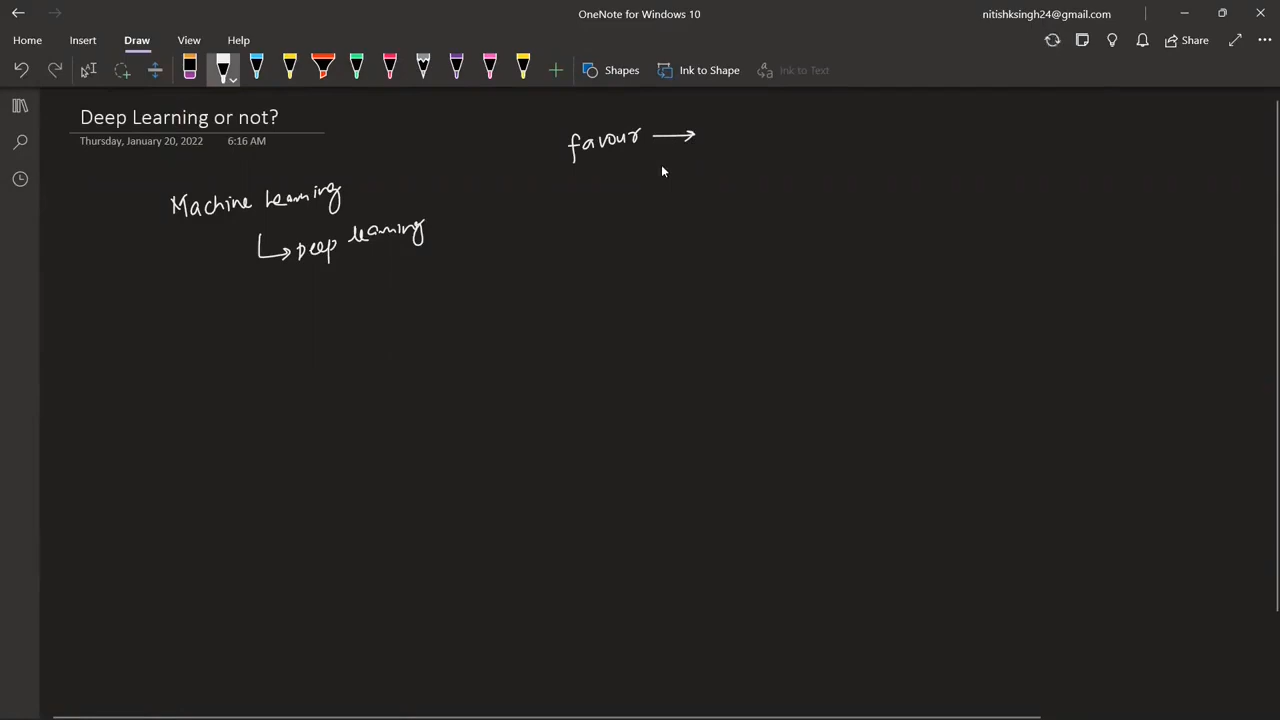 OneNote for Windows 10
nitishksingh24@gmail.com
Home Insert Draw View Help
Share
Shapes
Ink to Shape
Ink to Text
Deep Learning or not?
Thursday, January 20, 2022 6:16 AM
favour →
Machine Learning
↳ Deep learning